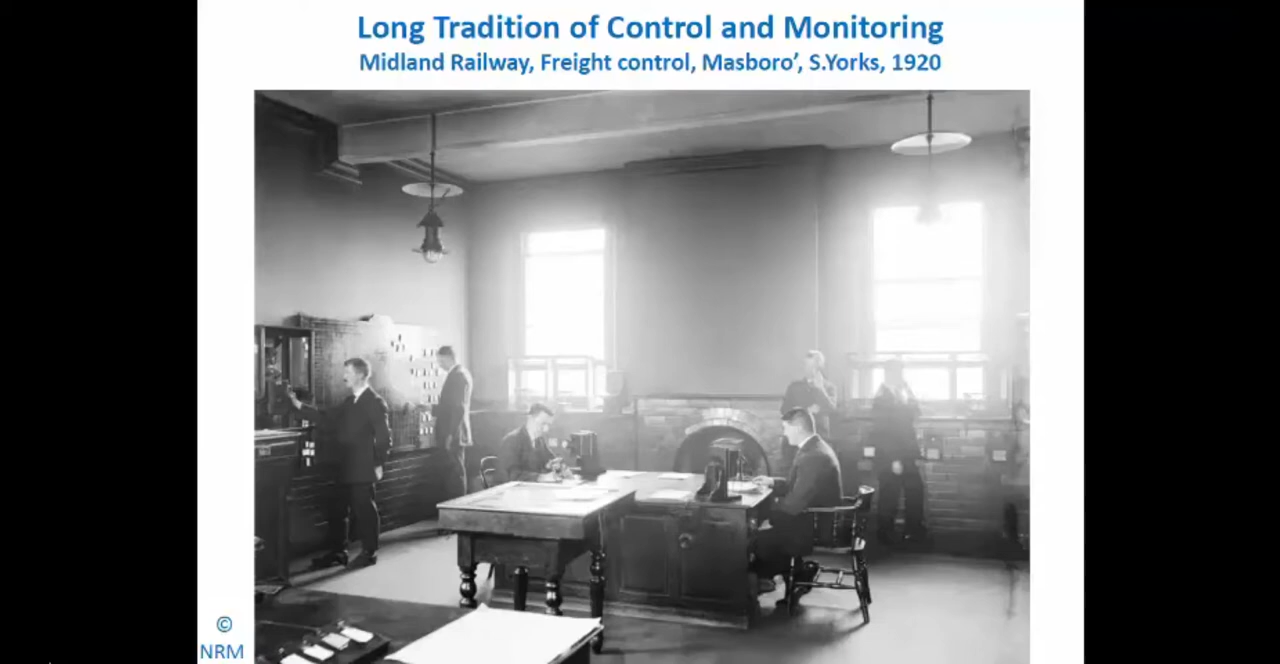 Long Tradition of Control and Monitoring
Midland Railway, Freight control, Masboro’, S.Yorks, 1920
©
NRM